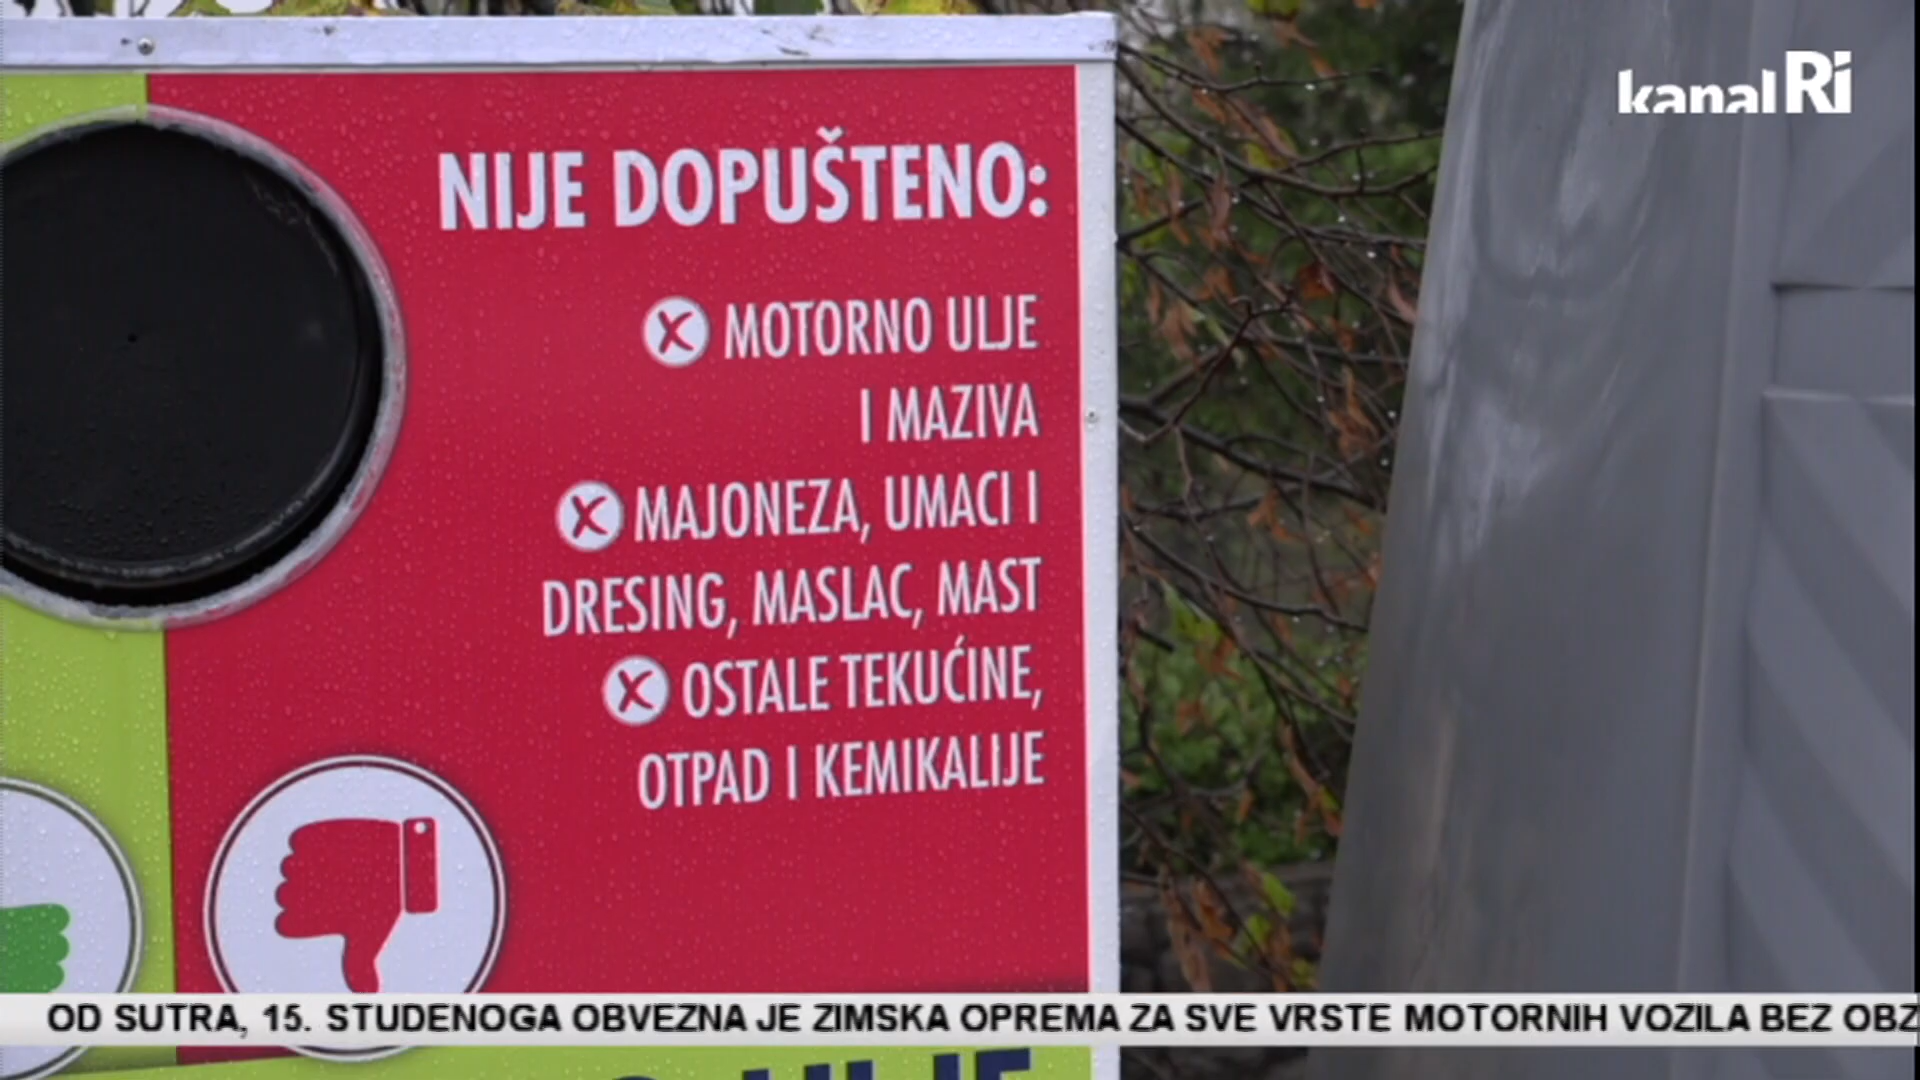 kanal Ri
NIJE DOPUŠTENO:
MOTORNO ULJE
I MAZIVA
MAJONEZA, UMACI I
DRESING, MASLAC, MAST
OSTALE TEKUĆINE,
OTPAD I KEMIKALIJE
OD SUTRA, 15. STUDENOGA OBVEZNA JE ZIMSKA OPREMA ZA SVE VRSTE MOTORNIH VOZILA BEZ OBZ
ULJE